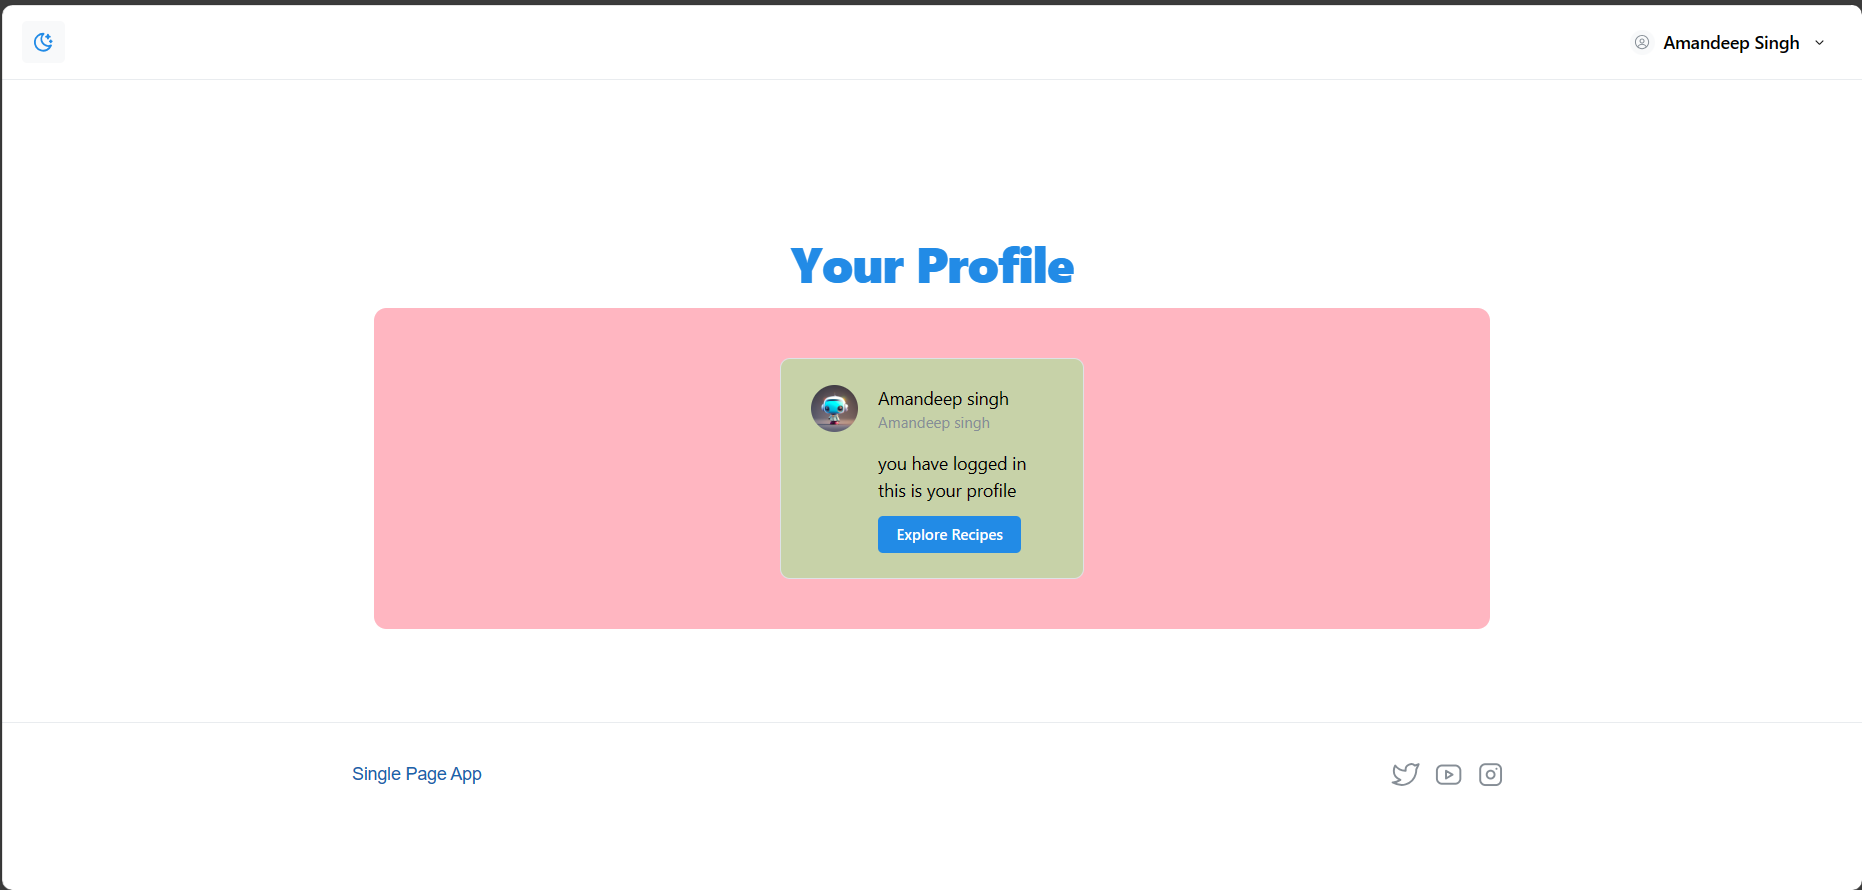 Amandeep Singh
Your Profile
Amandeep singh
Amandeep singh
you have logged in
this is your profile
Explore Recipes
Single Page App